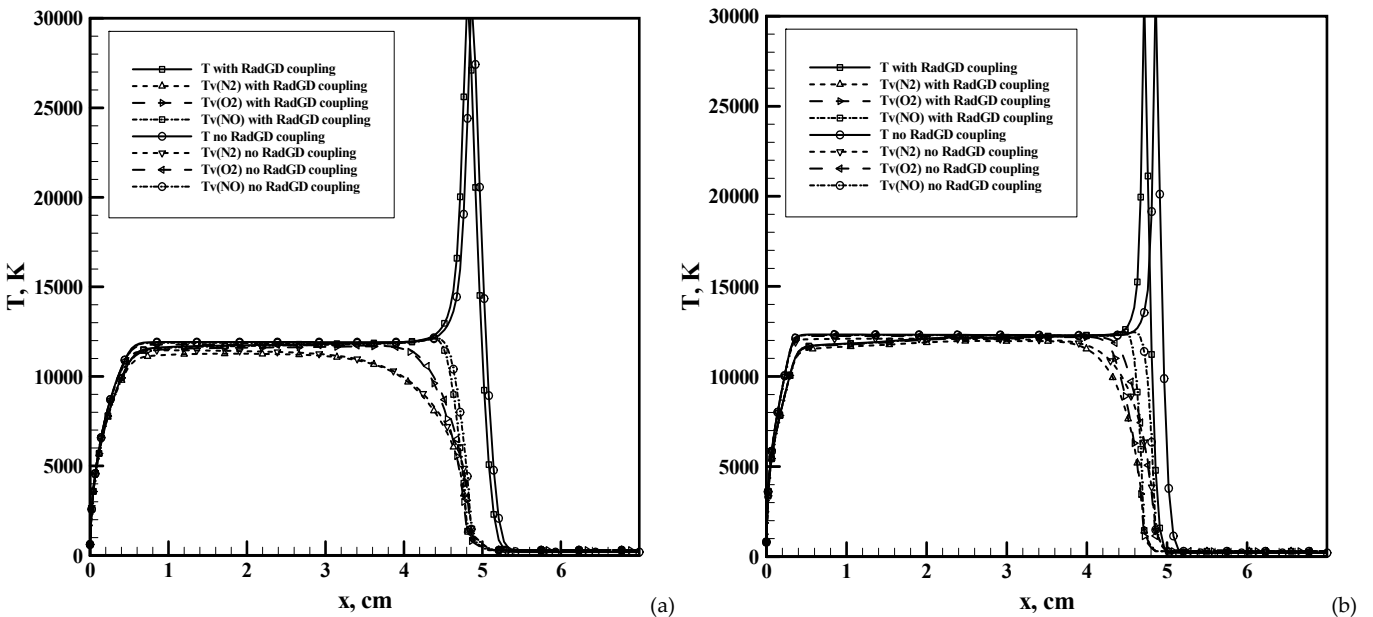 30000
25000
20000
15000
10000
5000
0
T, K
T with RadGD coupling
Tv(N2) with RadGD coupling
Tv(O2) with RadGD coupling
Tv(NO) with RadGD coupling
T no RadGD coupling
Tv(N2) no RadGD coupling
Tv(O2) no RadGD coupling
Tv(NO) no RadGD coupling
0 1 2 3 4 5 6
x, cm
(a)
30000
25000
20000
15000
10000
5000
0
T, K
T with RadGD coupling
Tv(N2) with RadGD coupling
Tv(O2) with RadGD coupling
Tv(NO) with RadGD coupling
T no RadGD coupling
Tv(N2) no RadGD coupling
Tv(O2) no RadGD coupling
Tv(NO) no RadGD coupling
0 1 2 3 4 5 6
x, cm
(b)